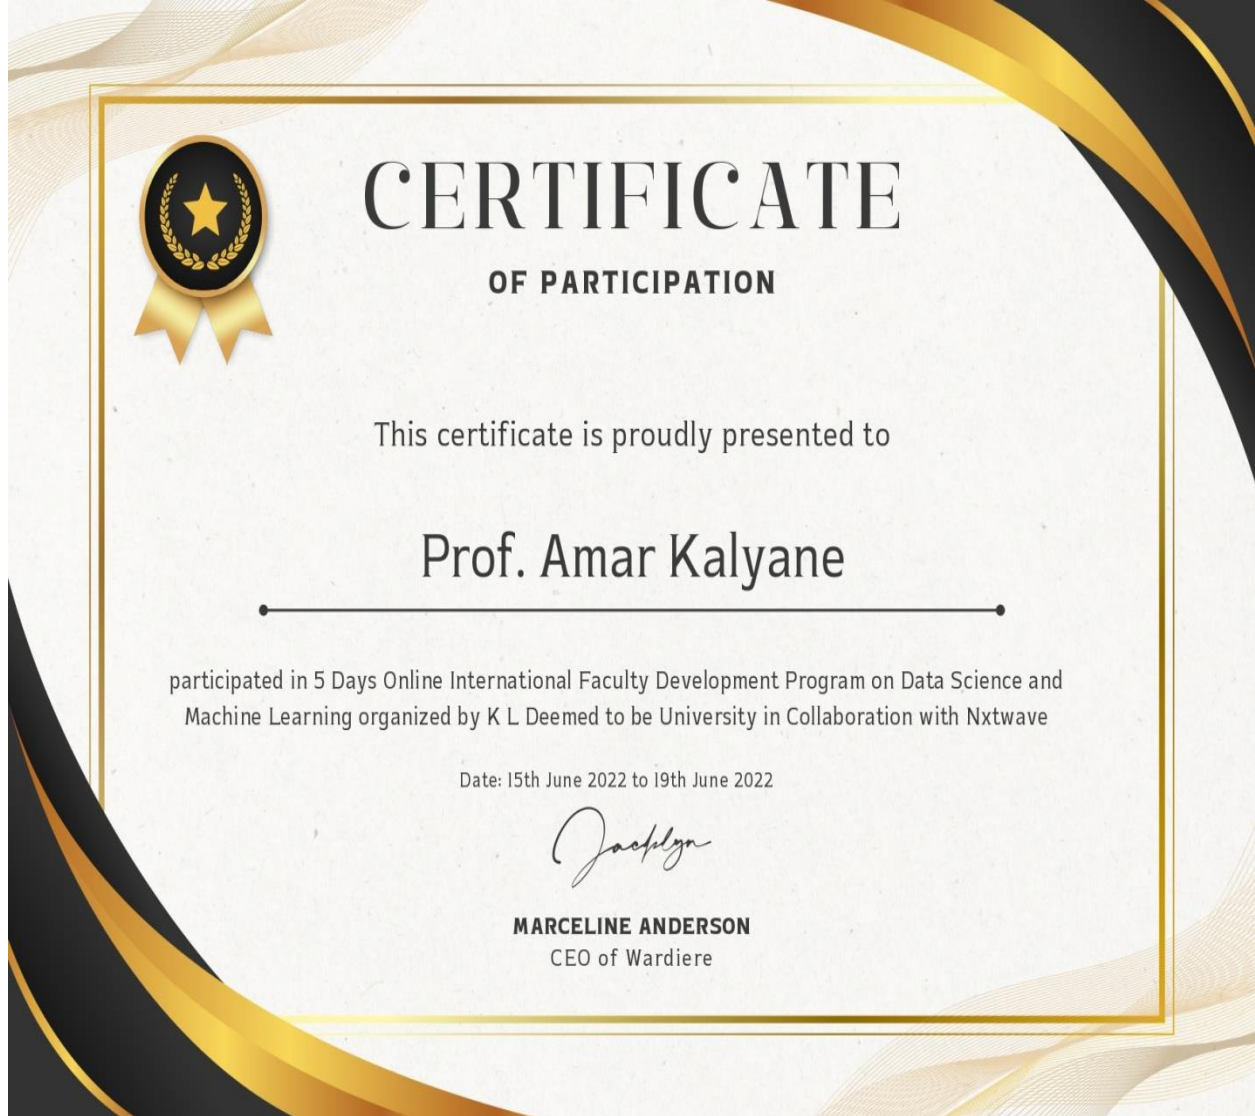 CERTIFICATE
OF PARTICIPATION
This certificate is proudly presented to
Prof. Amar Kalyane
participated in 5 Days Online International Faculty Development Program on Data Science and
Machine Learning organized by K L Deemed to be University in Collaboration with Nxtwave
Date: 15th June 2022 to 19th June 2022
Jacklyn
MARCELINE ANDERSON
CEO of Wardiere